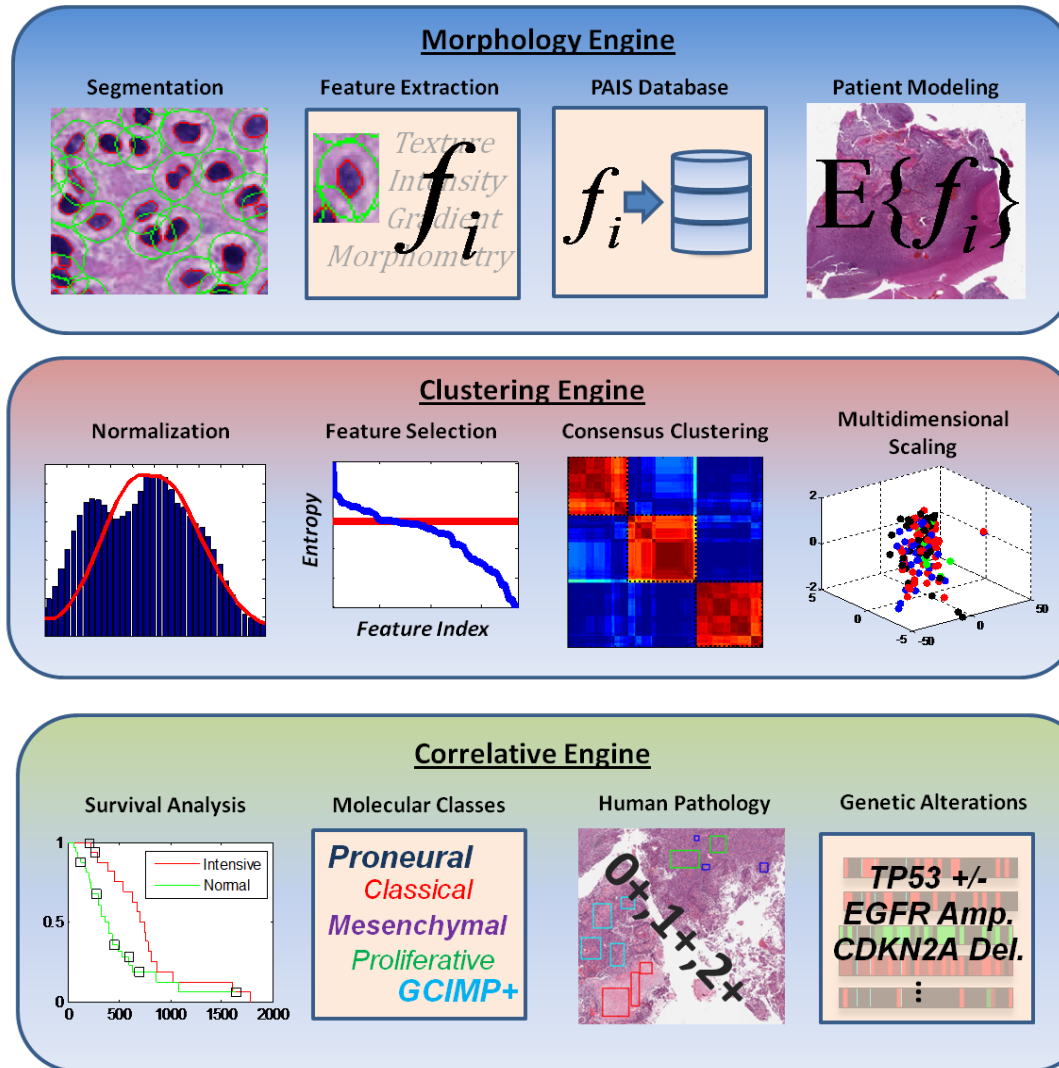 Morphology Engine
Segmentation
Feature Extraction
PAIS Database
Patient Modeling
Texture
Intensity
Gradient
Morphometry
f i
f i
E{f i}
Clustering Engine
Normalization
Feature Selection
Consensus Clustering
Multidimensional
Scaling
Entropy
Feature Index
2
0
-2
5
0
-5
-50
0
50
Correlative Engine
Survival Analysis
Molecular Classes
Human Pathology
Genetic Alterations
1
0.5
0
0
500
1000
1500
2000
Intensive
Normal
Proneural
Classical
Mesenchymal
Proliferative
GCIMP+
0+,1+,2+
TP53 +/-
EGFR Amp.
CDKN2A Del.
...